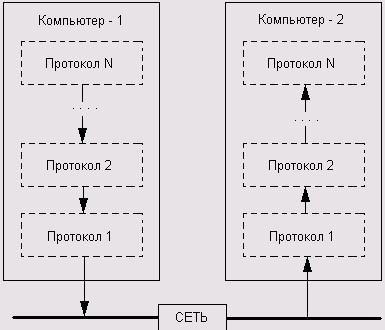 Компьютер - 1
Протокол N
. . . .
Протокол 2
Протокол 1
Компьютер - 2
Протокол N
. . . .
Протокол 2
Протокол 1
СЕТЬ